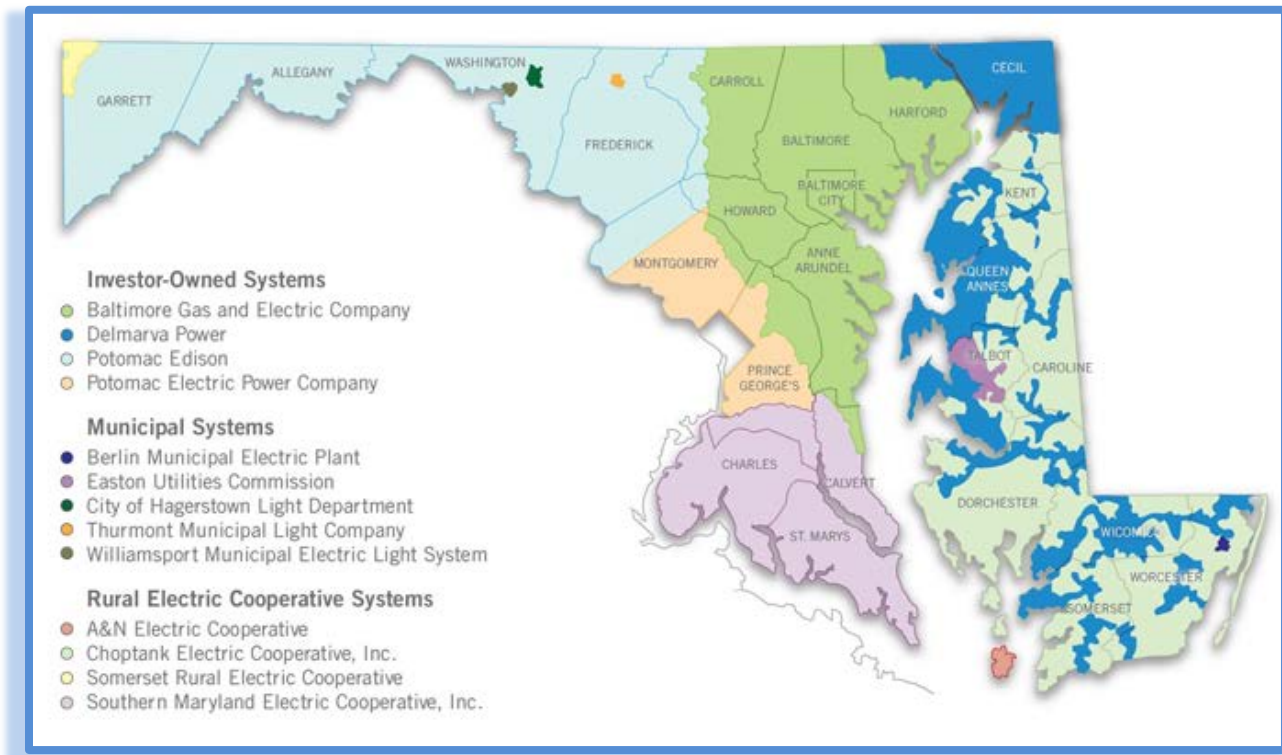 GARRETT
ALLEGANY
WASHINGTON
FREDERICK
CARROLL
BALTIMORE
HARFORD
CECIL
BALTIMORE
CITY
HOWARD
KENT
MONTGOMERY
ANNE
ARUNDEL
QUEEN
ANNES
TALBOT
CAROLINE
PRINCE
GEORGE'S
CHARLES
CALVERT
ST. MARYS
DORCHESTER
WICOMICO
WORCESTER
SOMERSET
Investor-Owned Systems
Baltimore Gas and Electric Company
Delmarva Power
Potomac Edison
Potomac Electric Power Company
Municipal Systems
Berlin Municipal Electric Plant
Easton Utilities Commission
City of Hagerstown Light Department
Thurmont Municipal Light Company
Williamsport Municipal Electric Light System
Rural Electric Cooperative Systems
A&N Electric Cooperative
Choptank Electric Cooperative, Inc.
Somerset Rural Electric Cooperative
Southern Maryland Electric Cooperative, Inc.